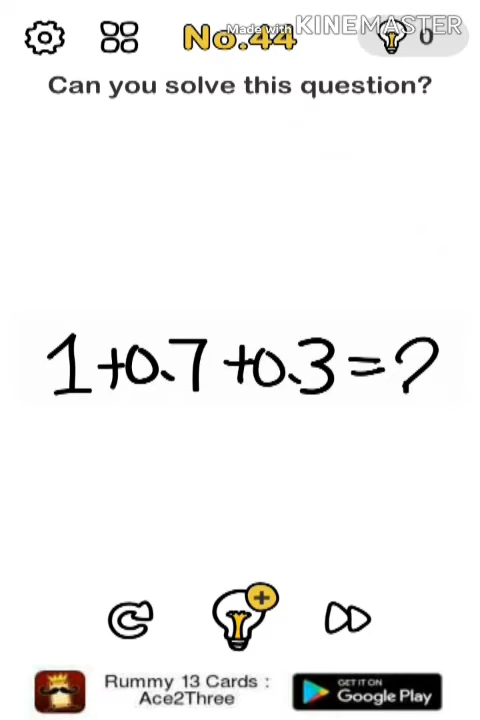 No.44
Made with KINEMASTER
0
Can you solve this question?
1+0.7+0.3=?
Rummy 13 Cards :
Ace2Three
GET IT ON
Google Play